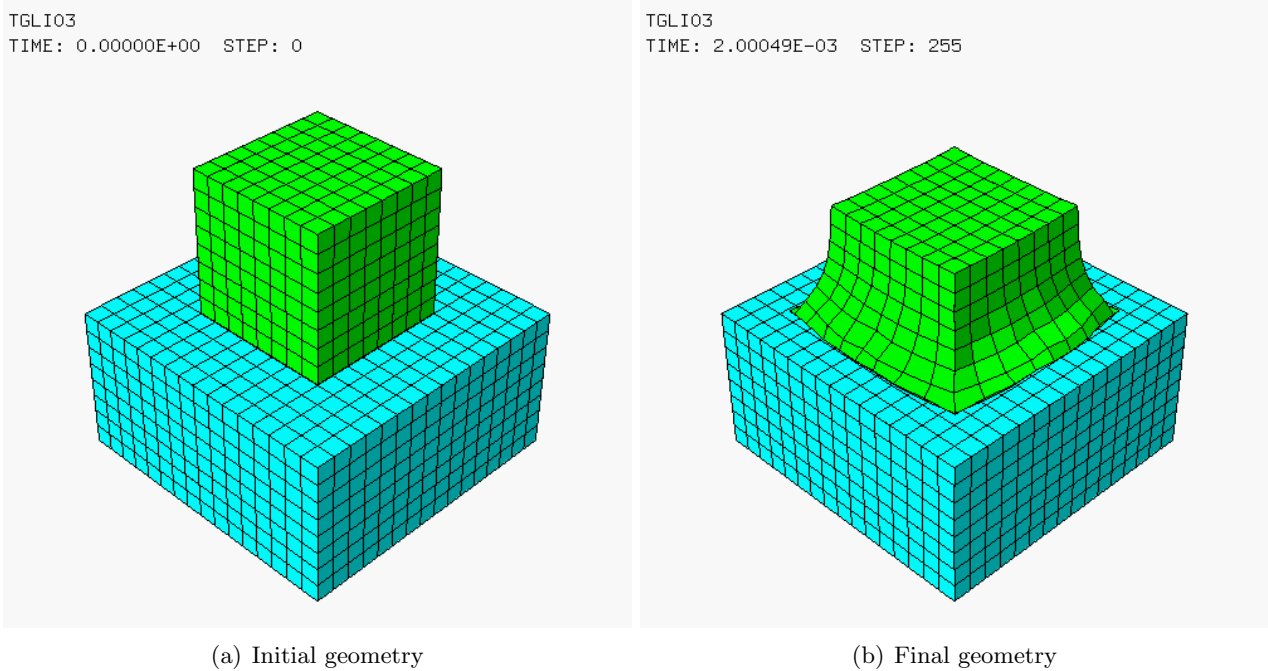 TGLI03
TIME: 0.00000E+00 STEP: 0
TGLI03
TIME: 2.00049E-03 STEP: 255
(a) Initial geometry
(b) Final geometry